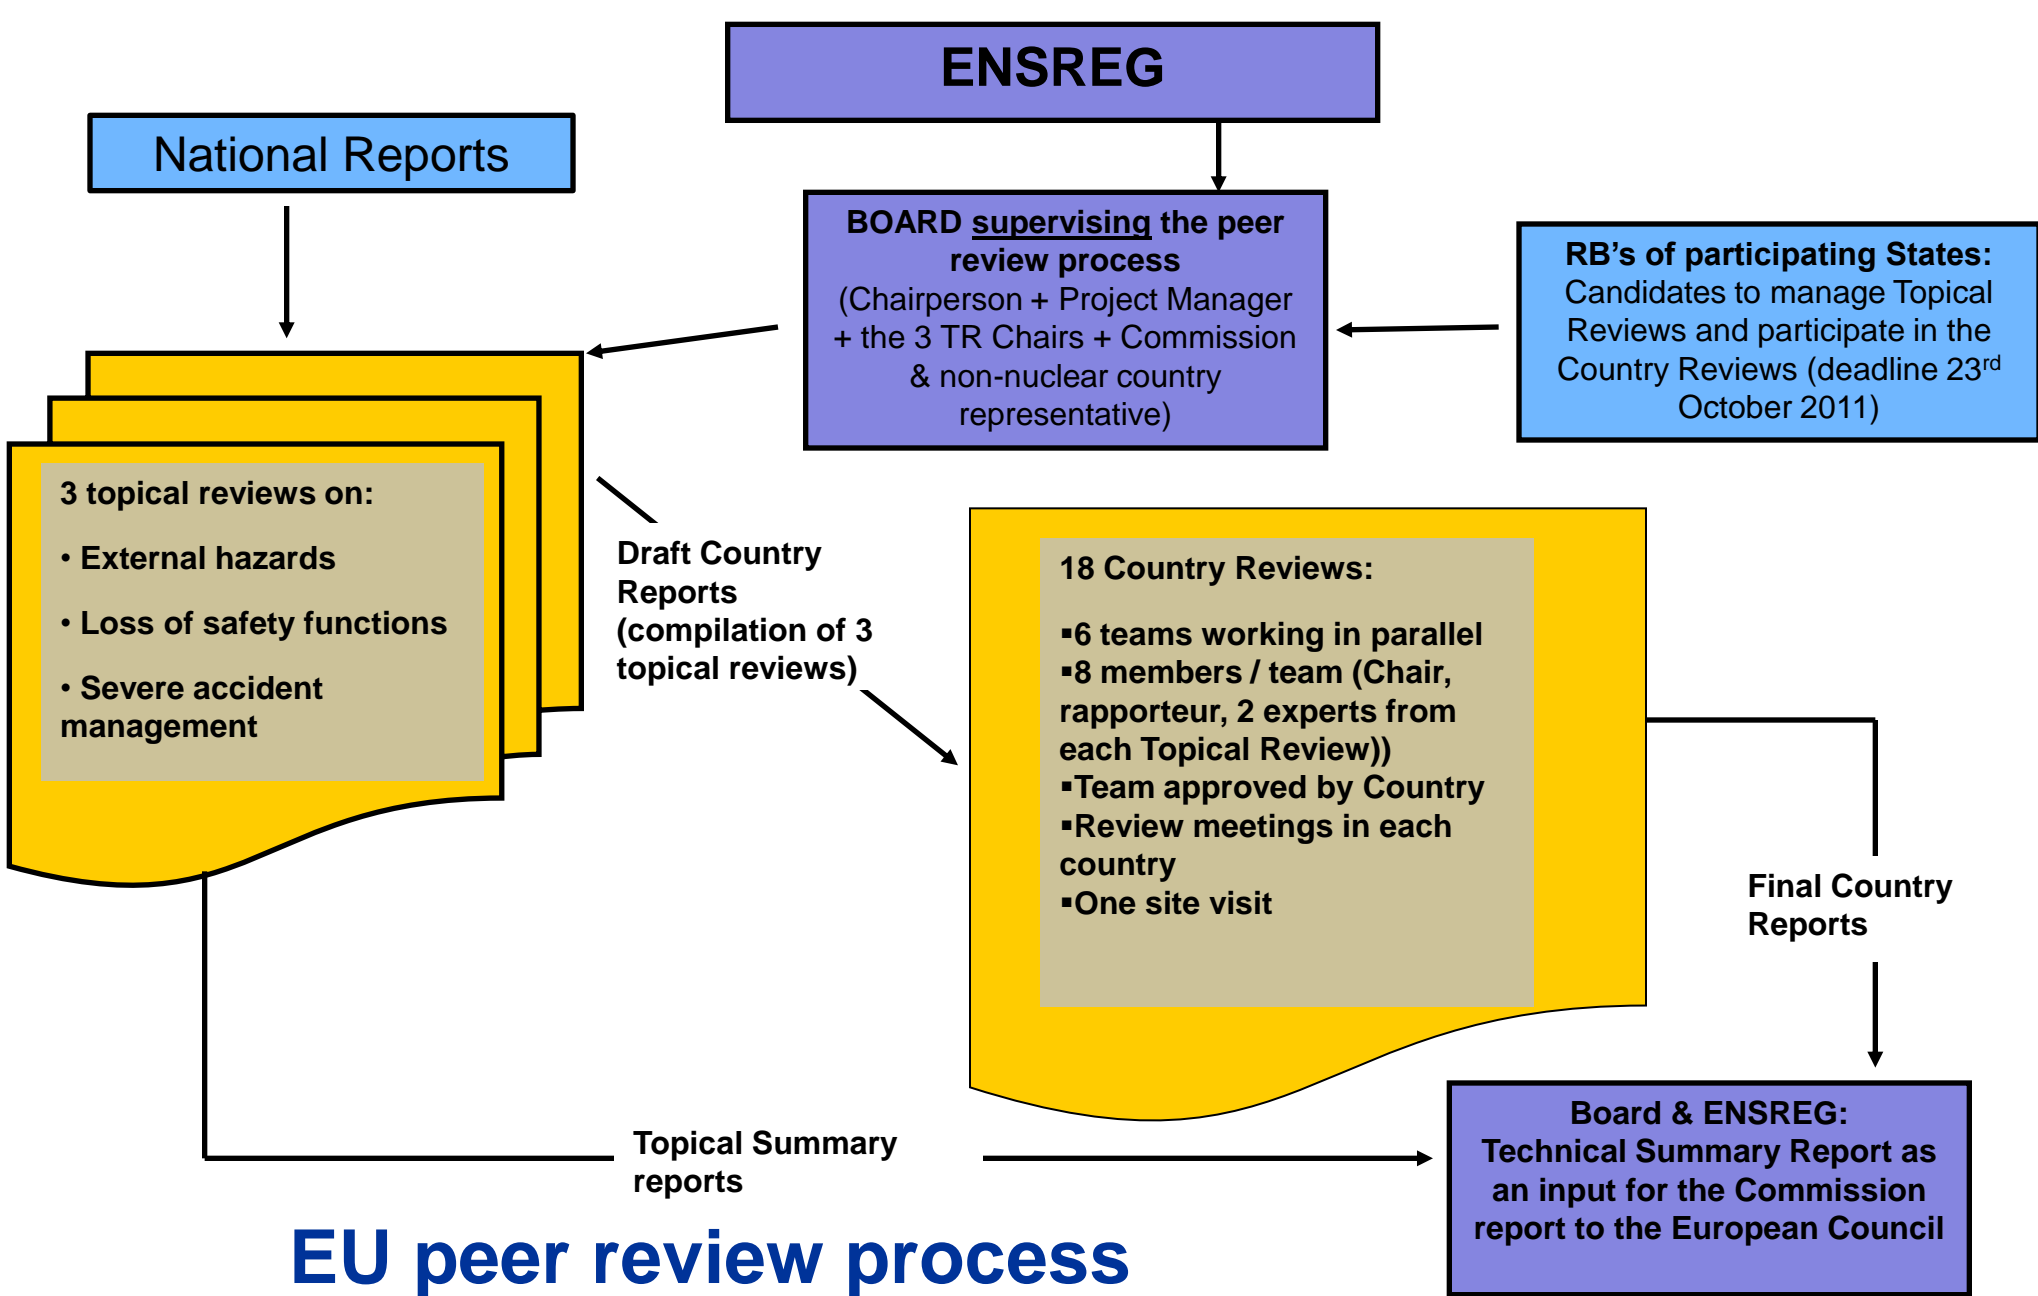 ENSREG
National Reports
BOARD supervising the peer
review process
(Chairperson + Project Manager
+ the 3 TR Chairs + Commission
& non-nuclear country
representative)
RB’s of participating States:
Candidates to manage Topical
Reviews and participate in the
Country Reviews (deadline 23rd
October 2011)
3 topical reviews on:
• External hazards
• Loss of safety functions
• Severe accident
management
Draft Country
Reports
(compilation of 3
topical reviews)
18 Country Reviews:
▪6 teams working in parallel
▪8 members / team (Chair,
rapporteur, 2 experts from
each Topical Review))
▪Team approved by Country
▪Review meetings in each
country
▪One site visit
Final Country
Reports
Topical Summary
reports
Board & ENSREG:
Technical Summary Report as
an input for the Commission
report to the European Council
EU peer review process